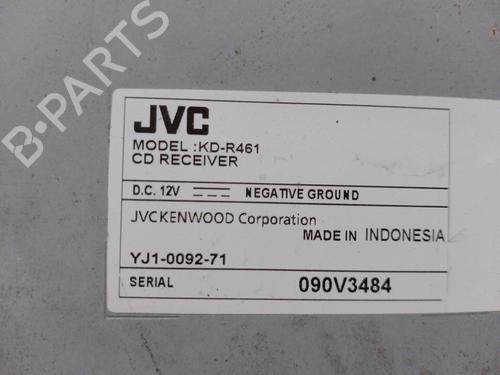 B-PARTS
JVC
MODEL :KD-R461
CD RECEIVER
D.C. 12V NEGATIVE GROUND
JVCKENWOOD Corporation
MADE IN INDONESIA
YJ1-0092-71
SERIAL 090V3484